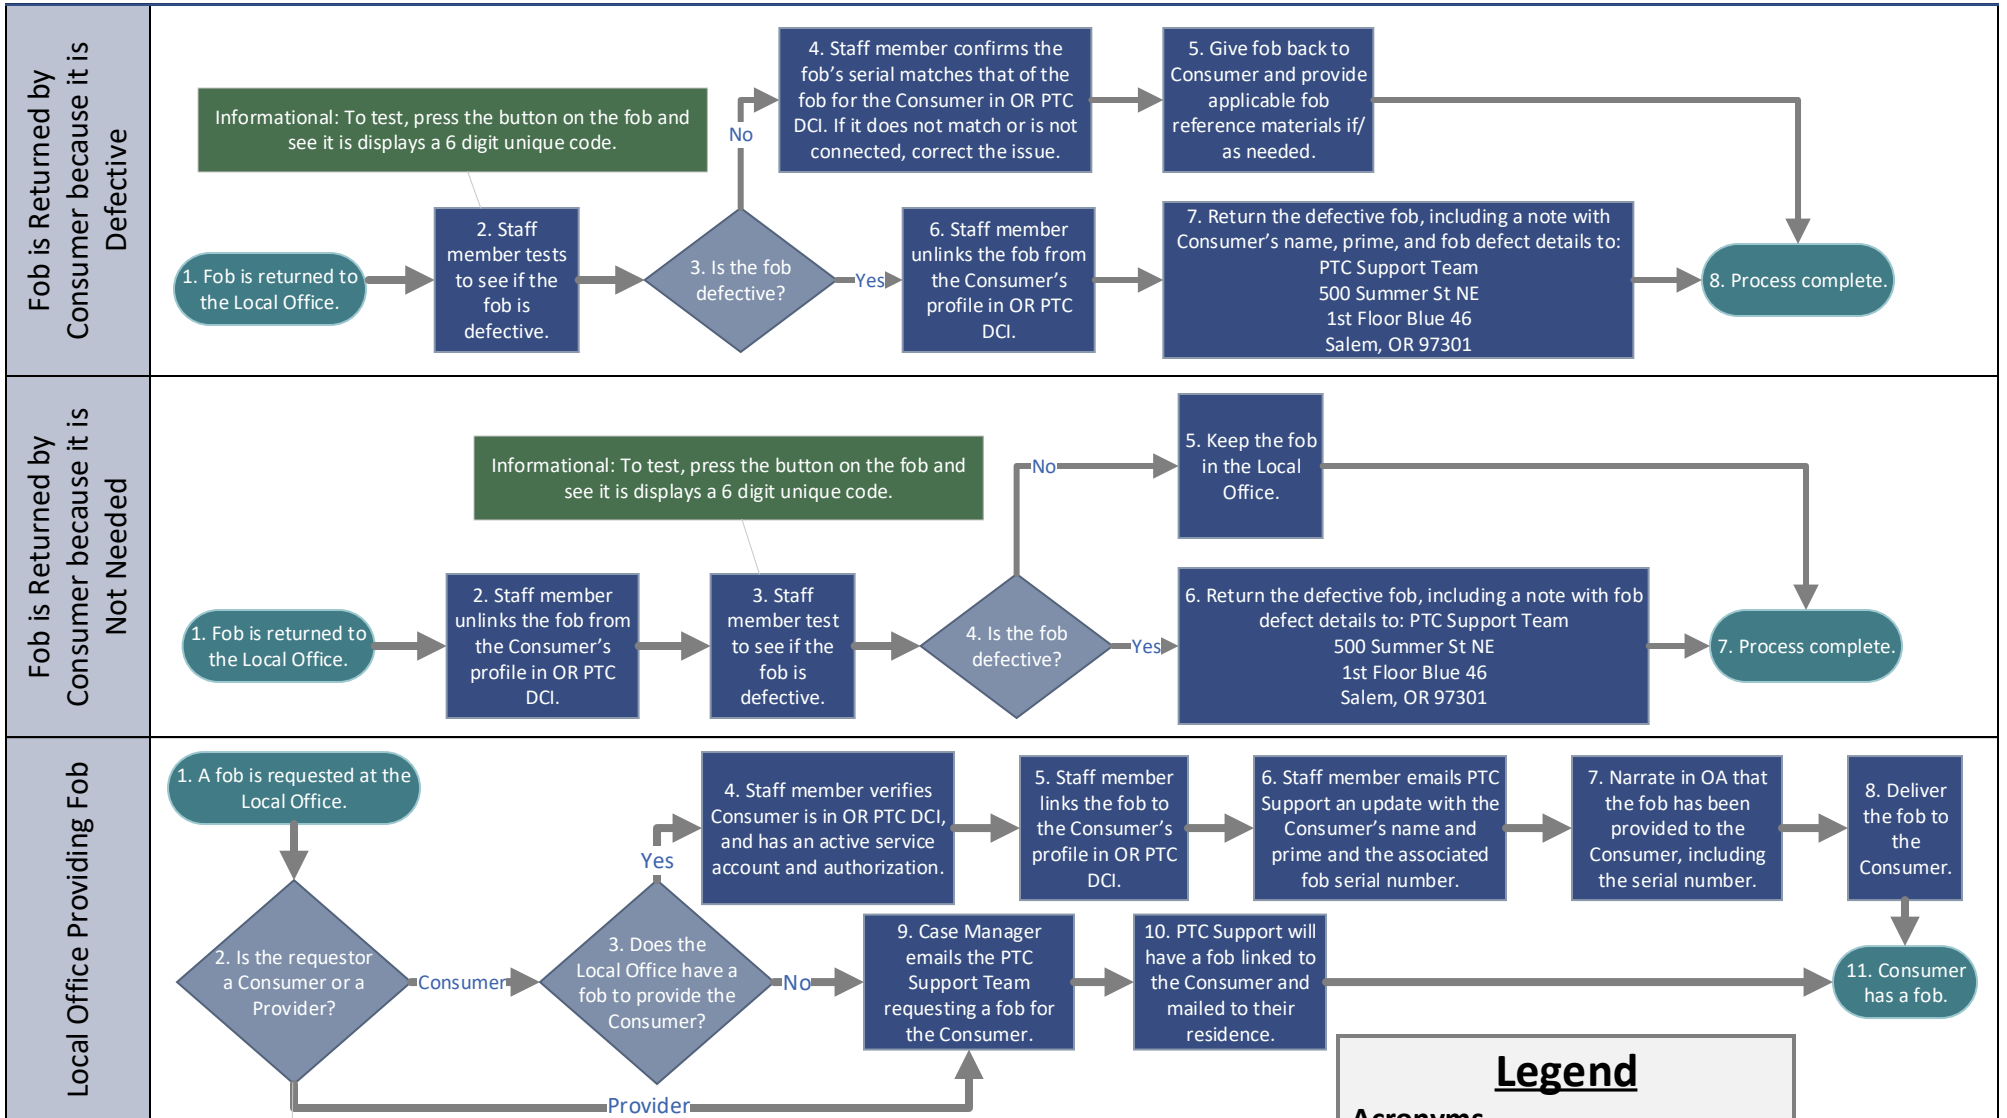 Fob is Returned by
Consumer because it is
Defective
Informational: To test, press the button on the fob and
see it is displays a 6 digit unique code.
1. Fob is returned to
the Local Office.
2. Staff
member tests
to see if the
fob is
defective.
3. Is the fob
defective?
No
4. Staff member confirms the
fob’s serial matches that of the
fob for the Consumer in OR PTC
DCI. If it does not match or is not
connected, correct the issue.
5. Give fob back to
Consumer and provide
applicable fob
reference materials if/
as needed.
Yes
6. Staff member
unlinks the fob from
the Consumer’s
profile in OR PTC
DCI.
7. Return the defective fob, including a note with
Consumer’s name, prime, and fob defect details to:
PTC Support Team
500 Summer St NE
1st Floor Blue 46
Salem, OR 97301
8. Process complete.
Fob is Returned by
Consumer because it is
Not Needed
Informational: To test, press the button on the fob and
see it is displays a 6 digit unique code.
1. Fob is returned to
the Local Office.
2. Staff member
unlinks the fob from
the Consumer’s
profile in OR PTC
DCI.
3. Staff
member test
to see if the
fob is
defective.
4. Is the fob
defective?
No
5. Keep the fob
in the Local
Office.
Yes
6. Return the defective fob, including a note with fob
defect details to: PTC Support Team
500 Summer St NE
1st Floor Blue 46
Salem, OR 97301
7. Process complete.
Local Office Providing Fob
1. A fob is requested at the
Local Office.
2. Is the requestor
a Consumer or a
Provider?
Consumer
3. Does the
Local Office have a
fob to provide the
Consumer?
Yes
4. Staff member verifies
Consumer is in OR PTC DCI,
and has an active service
account and authorization.
5. Staff member
links the fob to
the Consumer’s
profile in OR PTC
DCI.
6. Staff member emails PTC
Support an update with the
Consumer’s name and
prime and the associated
fob serial number.
7. Narrate in OA that
the fob has been
provided to the
Consumer, including
the serial number.
8. Deliver
the fob to
the
Consumer.
No
9. Case Manager
emails the PTC
Support Team
requesting a fob for
the Consumer.
10. PTC Support will
have a fob linked to
the Consumer and
mailed to their
residence.
11. Consumer
has a fob.
Provider
Legend
Acronyms